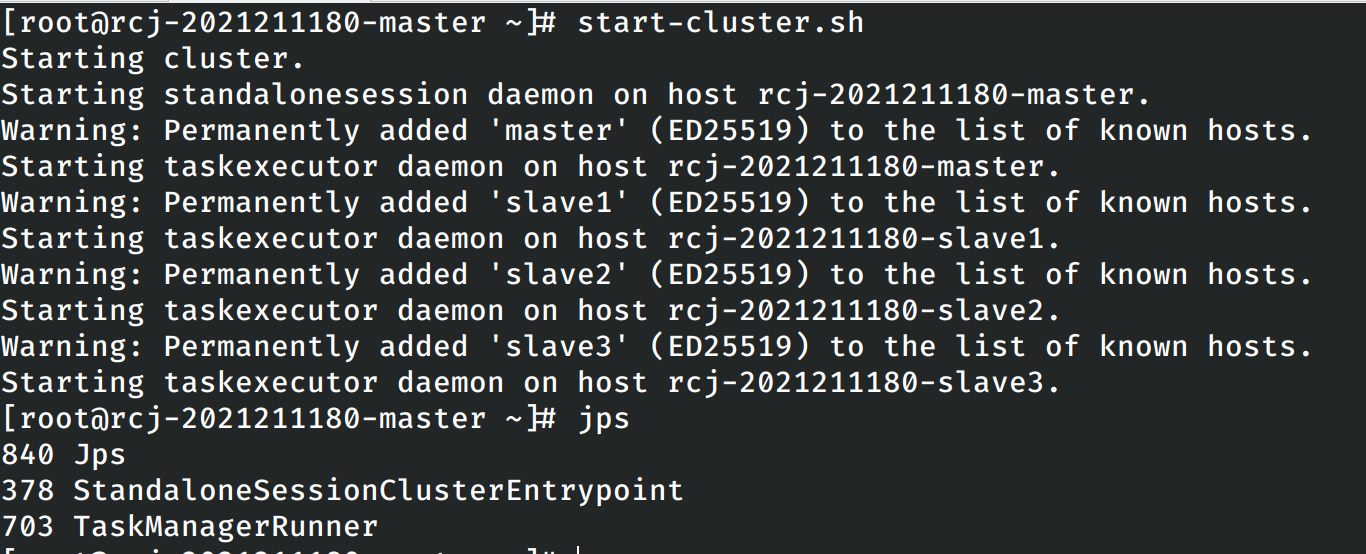 [root@rcj-2021211180-master ~]# start-cluster.sh
Starting cluster.
Starting standalonesession daemon on host rcj-2021211180-master.
Warning: Permanently added 'master' (ED25519) to the list of known hosts.
Starting taskexecutor daemon on host rcj-2021211180-master.
Warning: Permanently added 'slave1' (ED25519) to the list of known hosts.
Starting taskexecutor daemon on host rcj-2021211180-slave1.
Warning: Permanently added 'slave2' (ED25519) to the list of known hosts.
Starting taskexecutor daemon on host rcj-2021211180-slave2.
Warning: Permanently added 'slave3' (ED25519) to the list of known hosts.
Starting taskexecutor daemon on host rcj-2021211180-slave3.
[root@rcj-2021211180-master ~]# jps
840 Jps
378 StandaloneSessionClusterEntrypoint
703 TaskManagerRunner